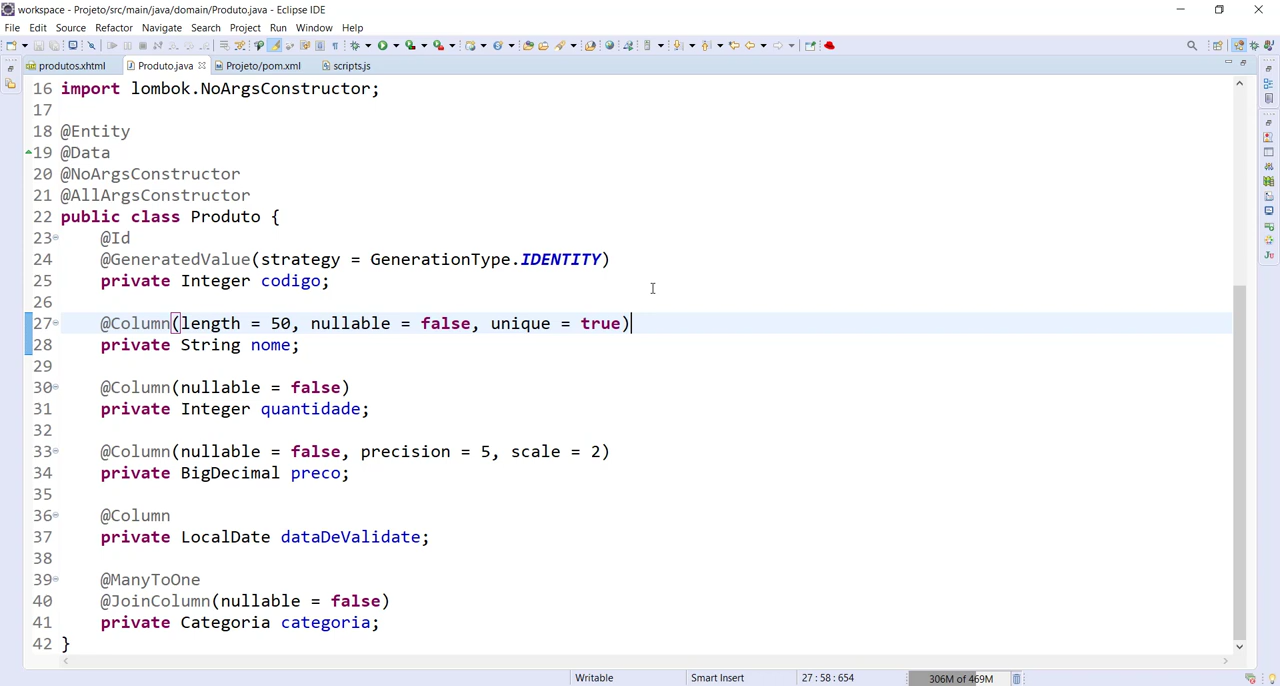 workspace - Projeto/src/main/java/domain/Produto.java - Eclipse IDE
File Edit Source Refactor Navigate Search Project Run Window Help
produtos.xhtml Produto.java Projeto/pom.xml scripts.js
16 import lombok.NoArgsConstructor;
17
18 @Entity
19 @Data
20 @NoArgsConstructor
21 @AllArgsConstructor
22 public class Produto {
23 @Id
24 @GeneratedValue(strategy = GenerationType.IDENTITY)
25 private Integer codigo;
26
27 @Column(length = 50, nullable = false, unique = true)
28 private String nome;
29
30 @Column(nullable = false)
31 private Integer quantidade;
32
33 @Column(nullable = false, precision = 5, scale = 2)
34 private BigDecimal preco;
35
36 @Column
37 private LocalDate dataDeValidate;
38
39 @ManyToOne
40 @JoinColumn(nullable = false)
41 private Categoria categoria;
42 }
Writable Smart Insert 27 : 58 : 654 306M of 469M